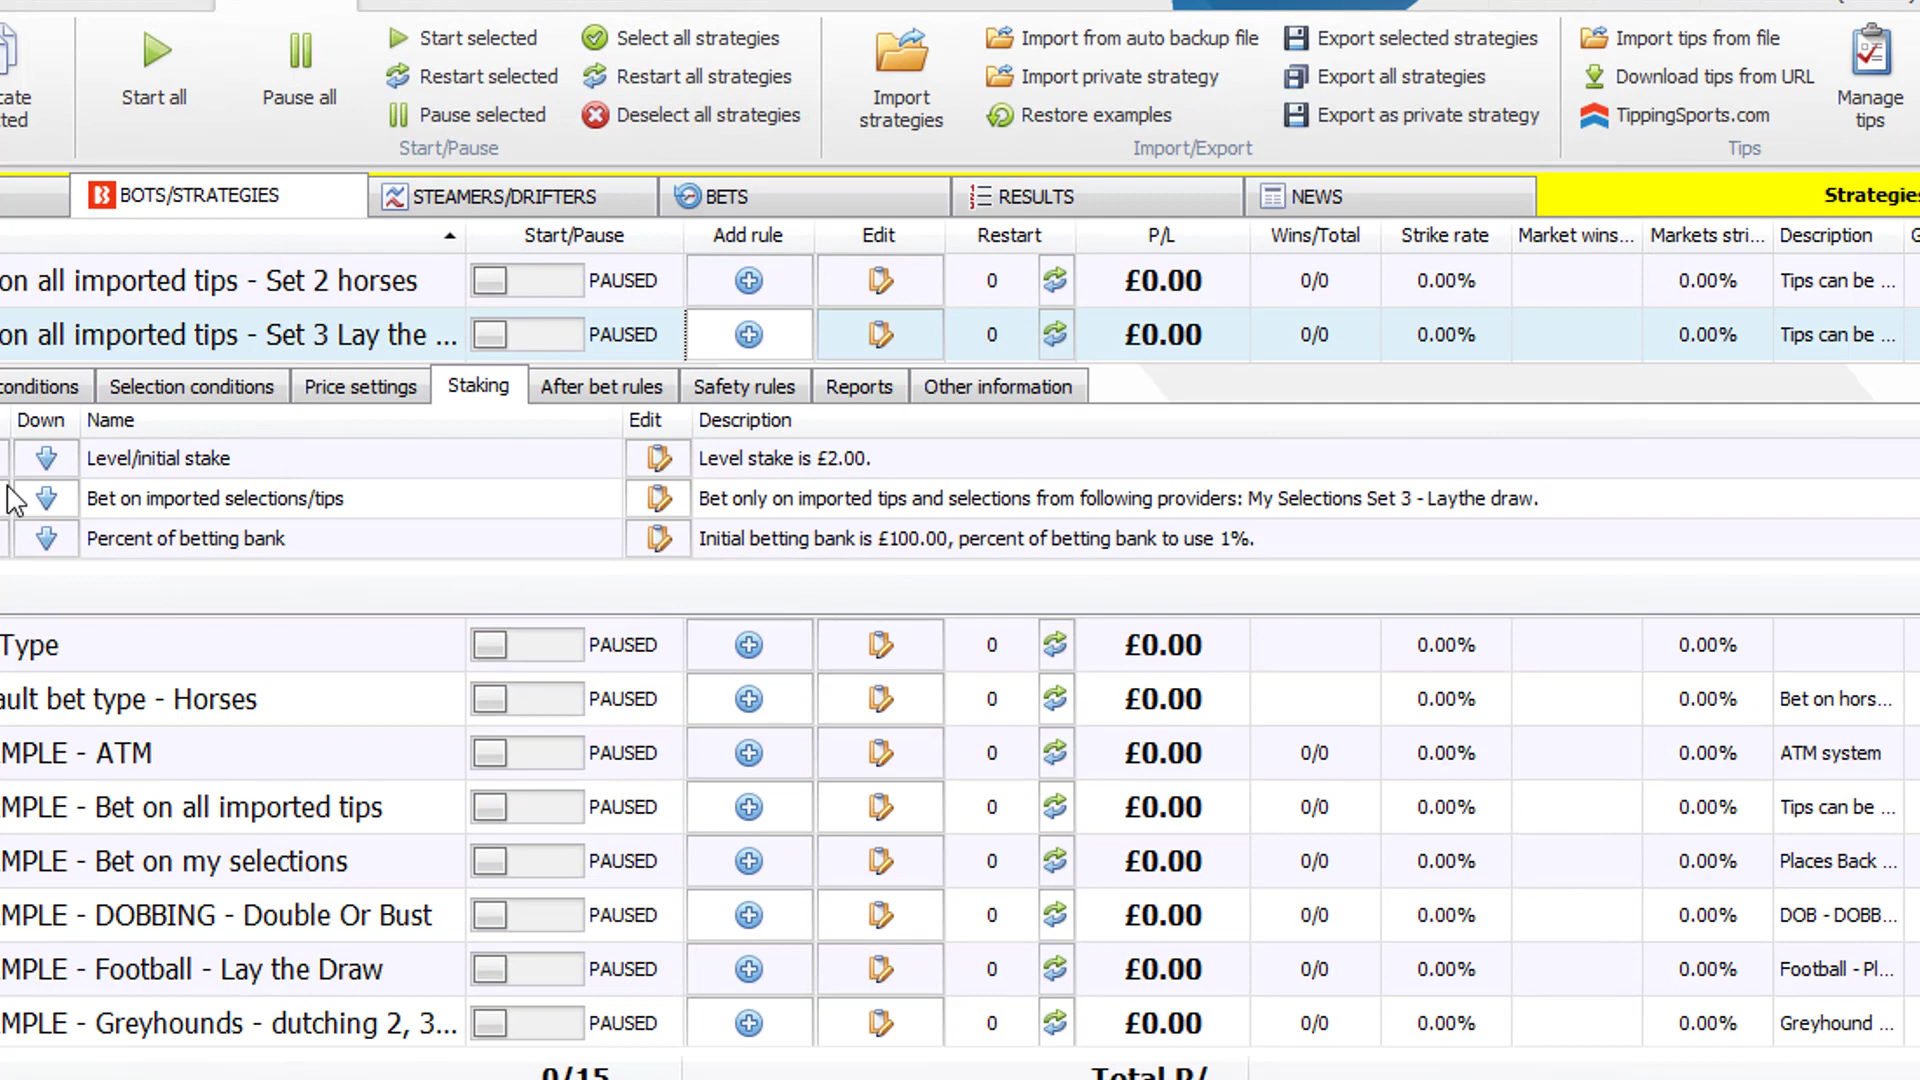 cate
ted
Start all
Pause all
Start selected
Restart selected
Pause selected
Select all strategies
Restart all strategies
Deselect all strategies
Start/Pause
Import
strategies
Import from auto backup file
Import private strategy
Restore examples
Export selected strategies
Export all strategies
Export as private strategy
Import/Export
Import tips from file
Download tips from URL
TippingSports.com
Manage
tips
Tips
BOTS/STRATEGIES STEAMERS/DRIFTERS BETS RESULTS NEWS Strategies
Start/Pause Add rule Edit Restart P/L Wins/Total Strike rate Market wins... Markets stri... Description
on all imported tips - Set 2 horses PAUSED 0 £0.00 0/0 0.00% 0.00% Tips can be ...
on all imported tips - Set 3 Lay the ... PAUSED 0 £0.00 0/0 0.00% 0.00% Tips can be ...
conditions Selection conditions Price settings Staking After bet rules Safety rules Reports Other information
Down Name Edit Description
Level/initial stake Level stake is £2.00.
Bet on imported selections/tips Bet only on imported tips and selections from following providers: My Selections Set 3 - Laythe draw.
Percent of betting bank Initial betting bank is £100.00, percent of betting bank to use 1%.
Type PAUSED 0 £0.00 0.00% 0.00%
ault bet type - Horses PAUSED 0 £0.00 0.00% 0.00% Bet on hors...
MPLE - ATM PAUSED 0 £0.00 0/0 0.00% 0.00% ATM system
MPLE - Bet on all imported tips PAUSED 0 £0.00 0/0 0.00% 0.00% Tips can be ...
MPLE - Bet on my selections PAUSED 0 £0.00 0/0 0.00% 0.00% Places Back ...
MPLE - DOBBING - Double Or Bust PAUSED 0 £0.00 0/0 0.00% 0.00% DOB - DOBB...
MPLE - Football - Lay the Draw PAUSED 0 £0.00 0/0 0.00% 0.00% Football - Pl...
MPLE - Greyhounds - dutching 2, 3... PAUSED 0 £0.00 0/0 0.00% 0.00% Greyhound ...
0/15 Total P/